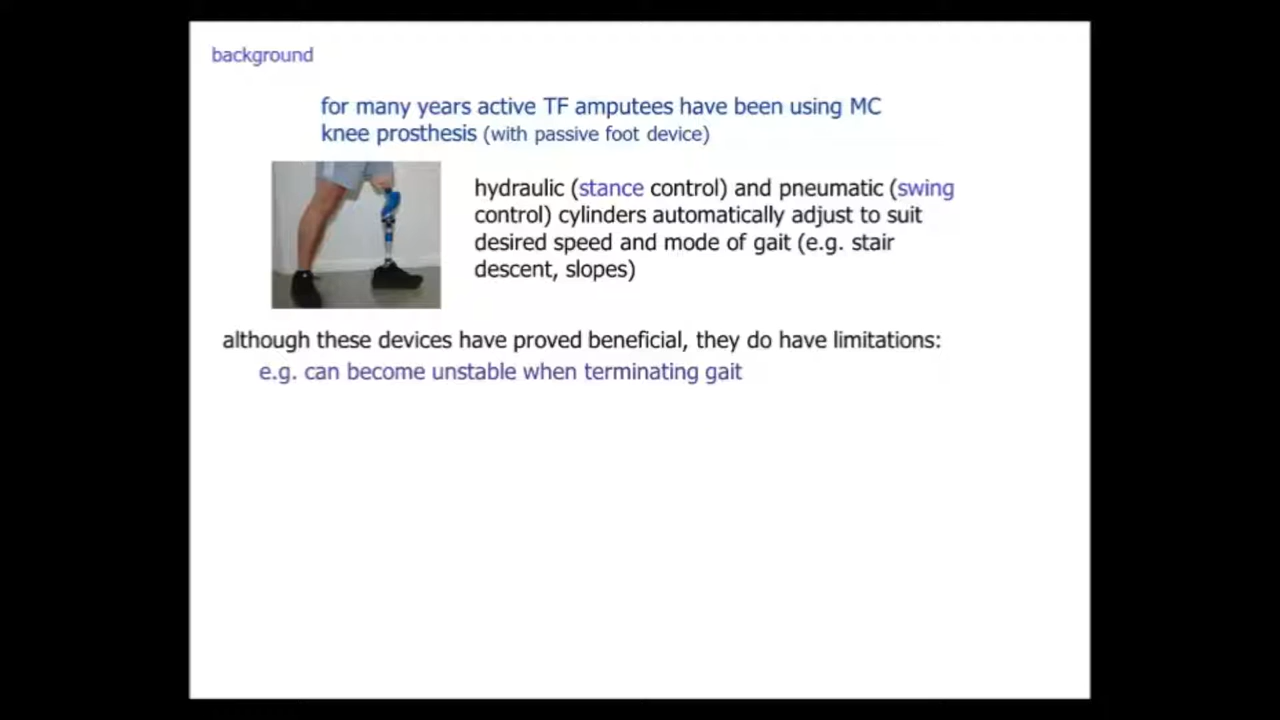 background
for many years active TF amputees have been using MC
knee prosthesis (with passive foot device)
hydraulic (stance control) and pneumatic (swing
control) cylinders automatically adjust to suit
desired speed and mode of gait (e.g. stair
descent, slopes)
although these devices have proved beneficial, they do have limitations:
e.g. can become unstable when terminating gait